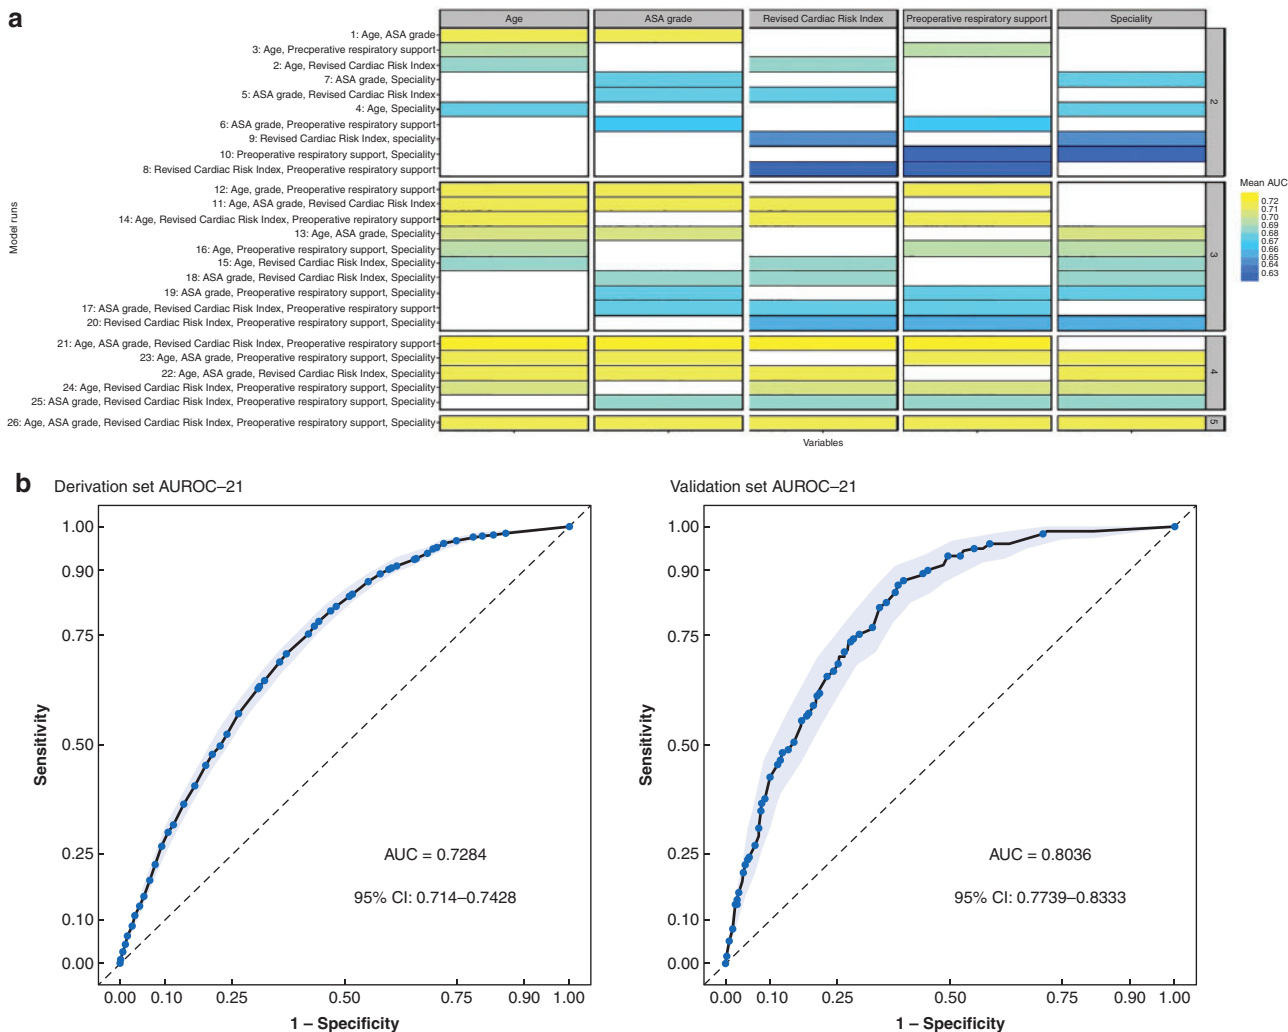 a
Age
ASA grade
Revised Cardiac Risk Index
Preoperative respiratory support
Speciality
Model runs
1: Age, ASA grade
3: Age, Precperative respiratory support
2: Age, Revised Cardiac Risk Index
7: ASA grade, Speciality
5: ASA grade, Revised Cardiac Risk Index
4: Age, Speciality
6: ASA grade, Preoperative respiratory support
9: Revised Cardiac Risk Index, speciality
10: Preoperative respiratory support, Speciality
8: Revised Cardiac Risk Index, Preoperative respiratory support
2
12: Age, grade, Preoperative respiratory support
11: Age, ASA grade, Revised Cardiac Risk Index
14: Age, Revised Cardiac Risk Index, Preoperative respiratory support
13: Age, ASA grade, Speciality
16: Age, Preoperative respiratory support, Speciality
15: Age, Revised Cardiac Risk Index, Speciality
18: ASA grade, Revised Cardiac Risk Index, Speciality
19: ASA grade, Preoperative respiratory support, Speciality
17: ASA grade, Revised Cardiac Risk Index, Preoperative respiratory support
20: Revised Cardiac Risk Index, Preoperative respiratory support, Speciality
3
21: Age, ASA grade, Revised Cardiac Risk Index, Preoperative respiratory support
23: Age, ASA grade, Preoperative respiratory support, Speciality
22: Age, ASA grade, Revised Cardiac Risk Index, Speciality
24: Age, Revised Cardiac Risk Index, Preoperative respiratory support, Speciality
25: ASA grade, Revised Cardiac Risk Index, Preoperative respiratory support, Speciality
4
26: Age, ASA grade, Revised Cardiac Risk Index, Preoperative respiratory support, Speciality
5
Variables
Mean AUC
0.72
0.71
0.70
0.69
0.68
0.67
0.66
0.65
0.64
0.63
b
Derivation set AUROC–21
Sensitivity
1.00
0.90
0.75
0.50
0.25
0.10
0.00
AUC = 0.7284
95% CI: 0.714–0.7428
0.00 0.10 0.25 0.50 0.75 0.90 1.00
1 – Specificity
Validation set AUROC–21
Sensitivity
1.00
0.90
0.75
0.50
0.25
0.10
0.00
AUC = 0.8036
95% CI: 0.7739–0.8333
0.00 0.10 0.25 0.50 0.75 0.90 1.00
1 – Specificity